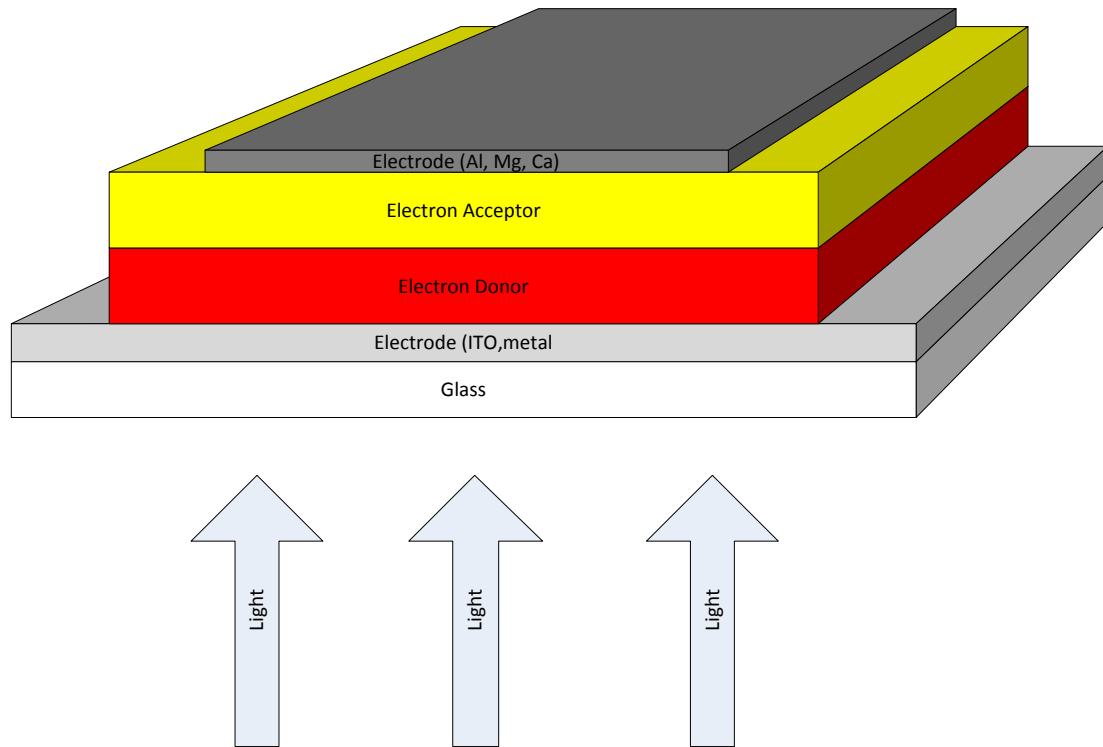 Electrode (Al, Mg, Ca)
Electron Acceptor
Electron Donor
Electrode (ITO,metal
Glass
Light
Light
Light